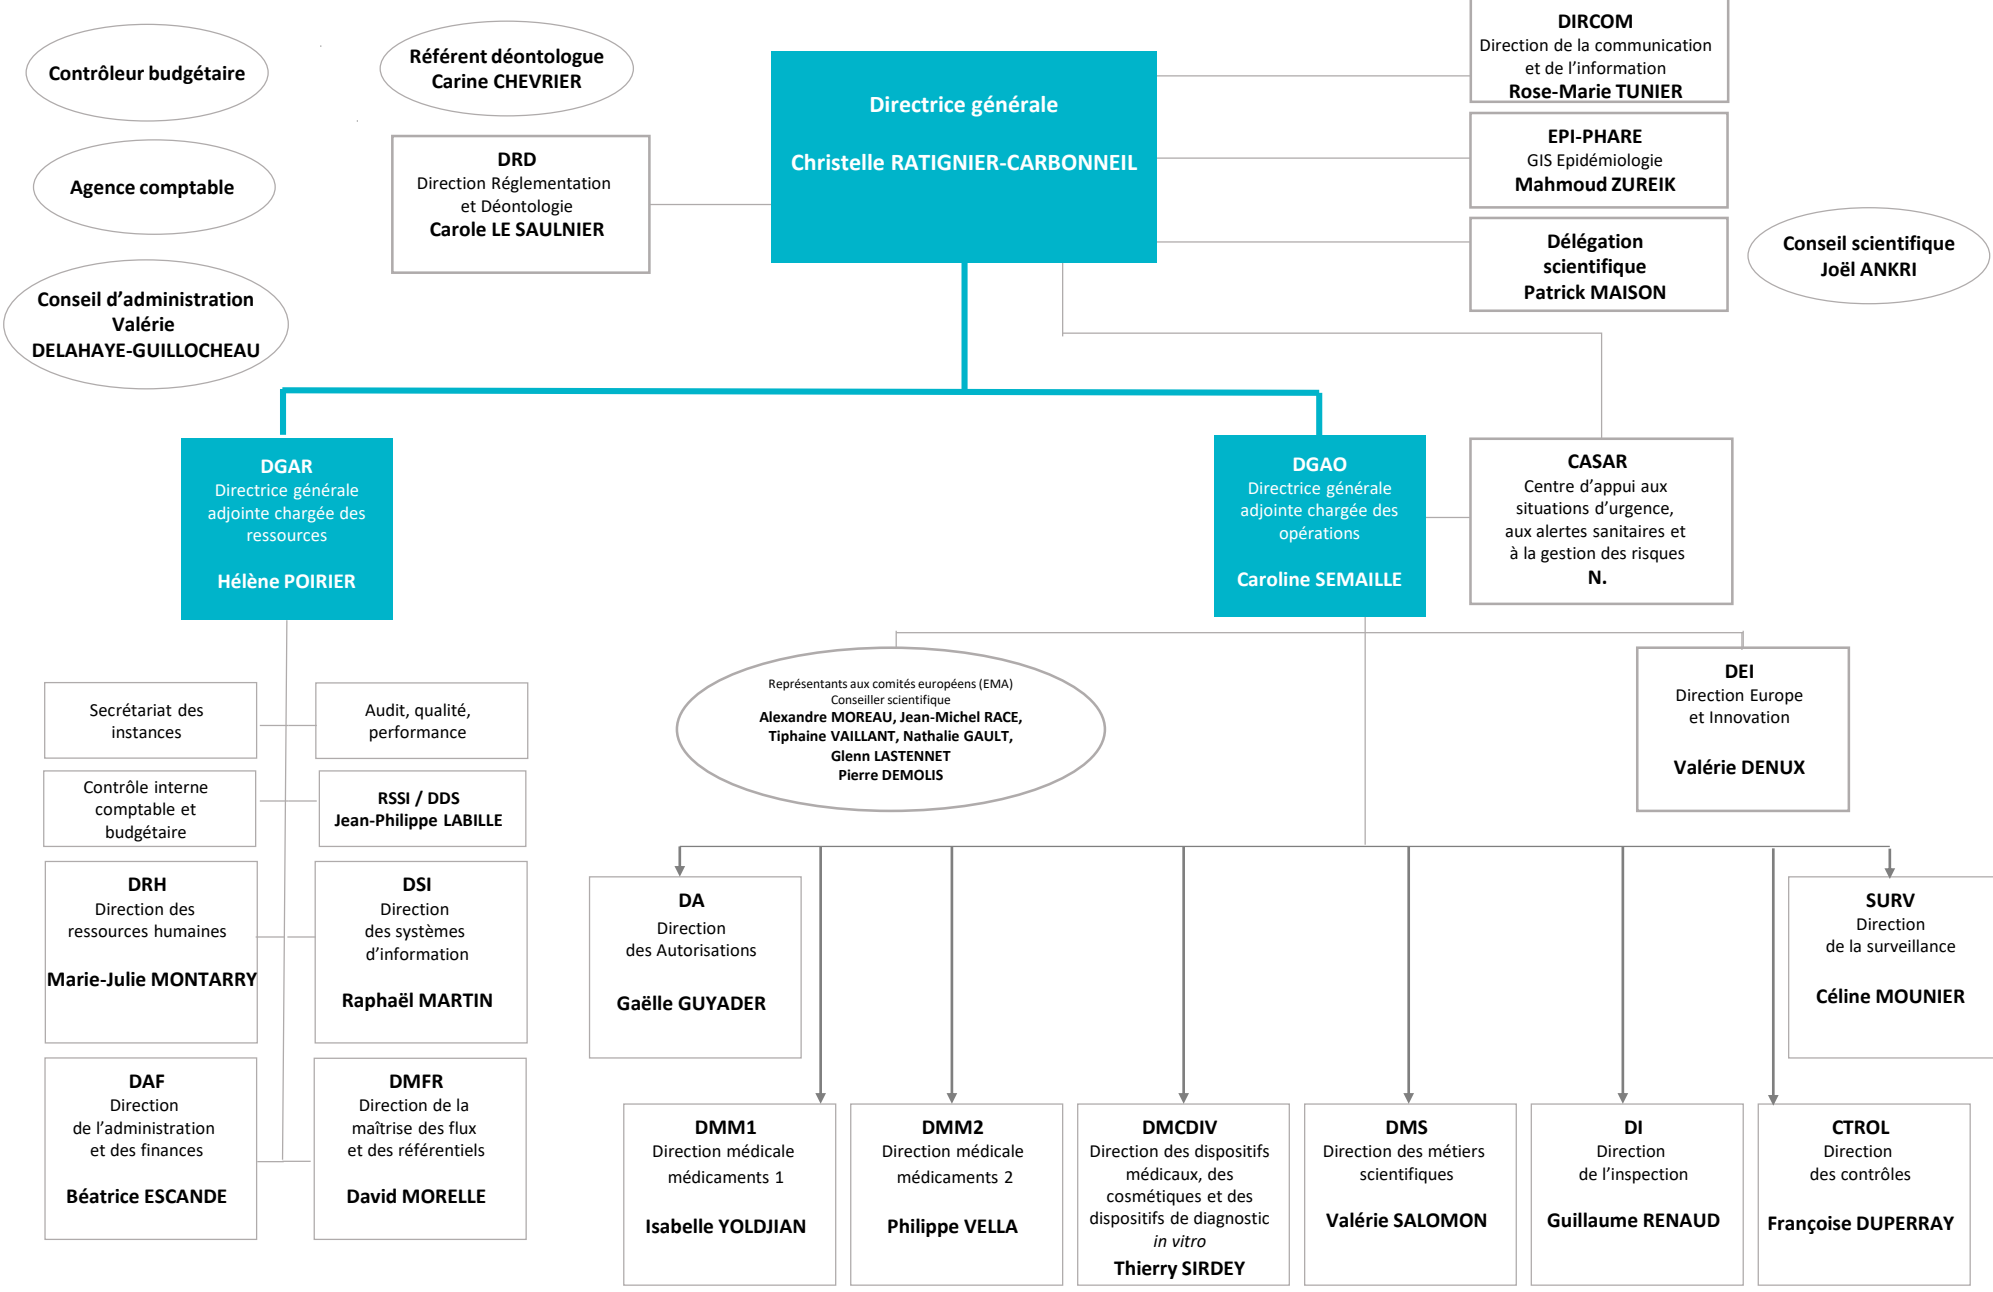 Contrôleur budgétaire
Référent déontologue
Carine CHEVRIER
Directrice générale
Christelle RATIGNIER-CARBONNEIL
DIRCOM
Direction de la communication
et de l'information
Rose-Marie TUNIER
EPI-PHARE
GIS Epidémiologie
Mahmoud ZUREIK
Agence comptable
DRD
Direction Réglementation
et Déontologie
Carole LE SAULNIER
Délégation
scientifique
Patrick MAISON
Conseil scientifique
Joël ANKRI
Conseil d'administration
Valérie
DELAHAYE-GUILLOCHEAU
DGAR
Directrice générale
adjointe chargée des
ressources
Hélène POIRIER
DGAO
Directrice générale
adjointe chargée des
opérations
Caroline SEMAILLE
CASAR
Centre d'appui aux
situations d'urgence,
aux alertes sanitaires et
à la gestion des risques
N.
Secrétariat des
instances
Audit, qualité,
performance
Contrôle interne
comptable et
budgétaire
RSSI / DDS
Jean-Philippe LABILLE
DRH
Direction des
ressources humaines
Marie-Julie MONTARRY
DSI
Direction
des systèmes
d'information
Raphaël MARTIN
DAF
Direction
de l'administration
et des finances
Béatrice ESCANDE
DMFR
Direction de la
maîtrise des flux
et des référentiels
David MORELLE
Représentants aux comités européens (EMA)
Conseiller scientifique
Alexandre MOREAU, Jean-Michel RACE,
Tiphaine VAILLANT, Nathalie GAULT,
Glenn LASTENNET
Pierre DEMOLIS
DEI
Direction Europe
et Innovation
Valérie DENUX
DA
Direction
des Autorisations
Gaëlle GUYADER
SURV
Direction
de la surveillance
Céline MOUNIER
DMM1
Direction médicale
médicaments 1
Isabelle YOLDJIAN
DMM2
Direction médicale
médicaments 2
Philippe VELLA
DMCDIV
Direction des dispositifs
médicaux, des
cosmétiques et des
dispositifs de diagnostic
in vitro
Thierry SIRDEY
DMS
Direction des métiers
scientifiques
Valérie SALOMON
DI
Direction
de l'inspection
Guillaume RENAUD
CTROL
Direction
des contrôles
Françoise DUPERRAY